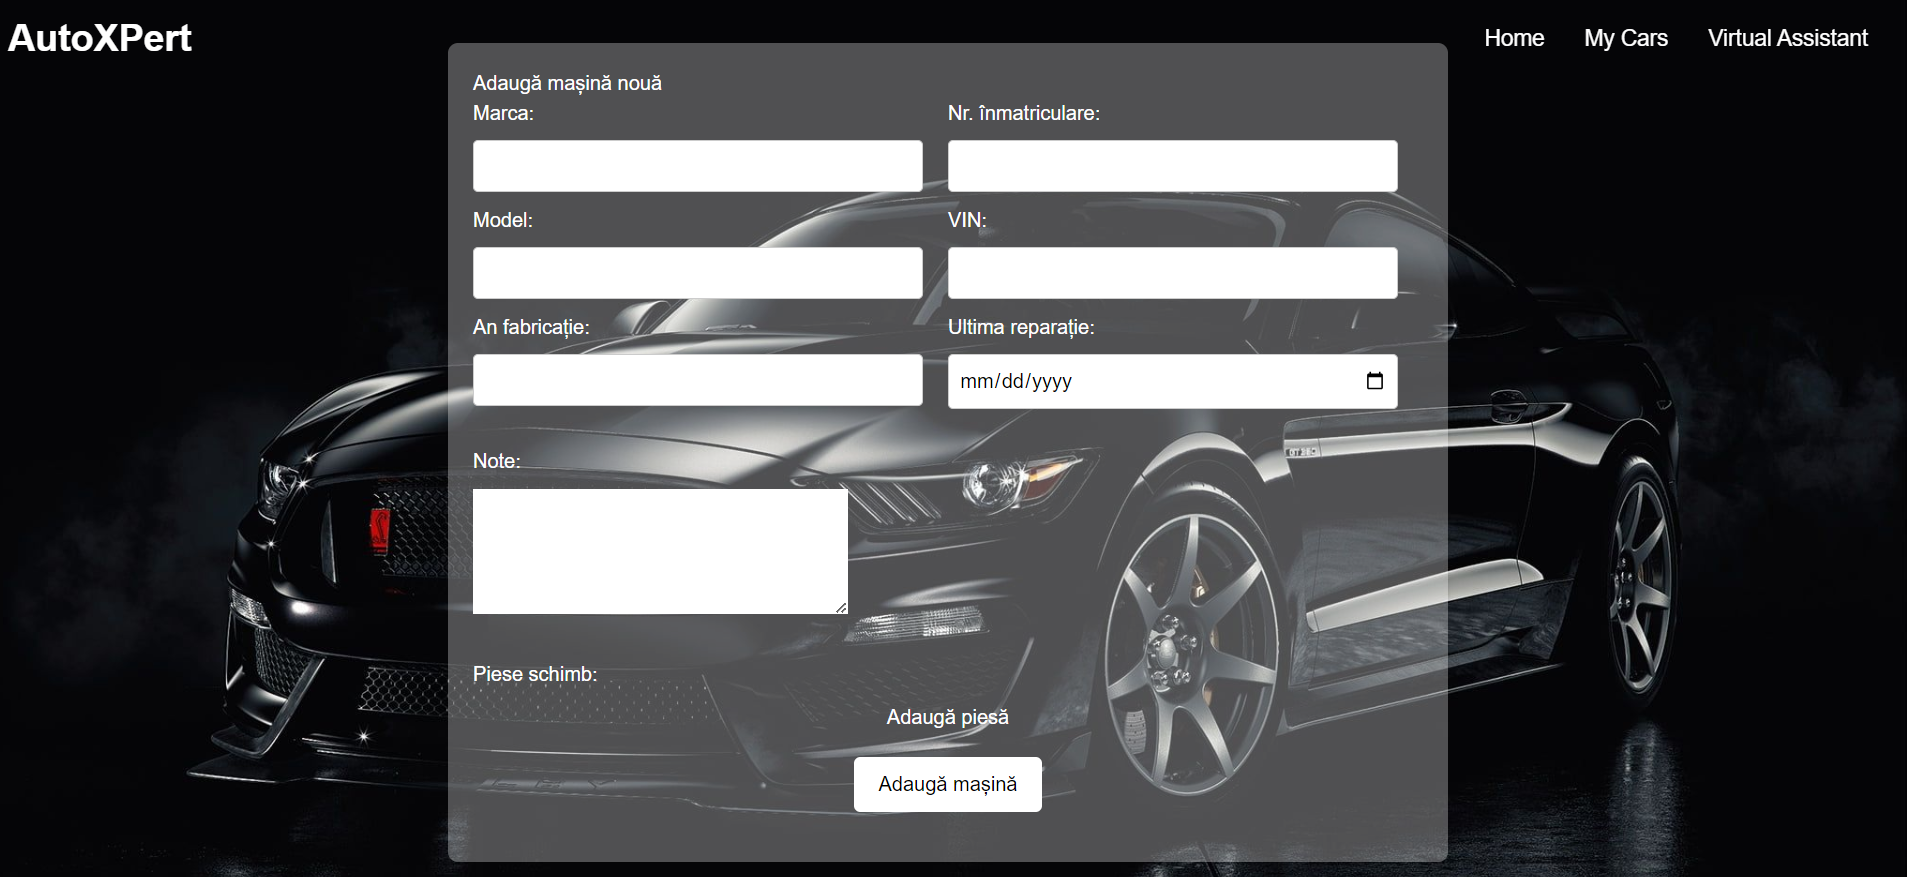 AutoXPert
Home My Cars Virtual Assistant
Adaugă mașină nouă
Marca:
Nr. înmatriculare:
Model:
VIN:
An fabricație:
Ultima reparație:
mm/dd/yyyy
Note:
Piese schimb:
Adaugă piesă
Adaugă mașină